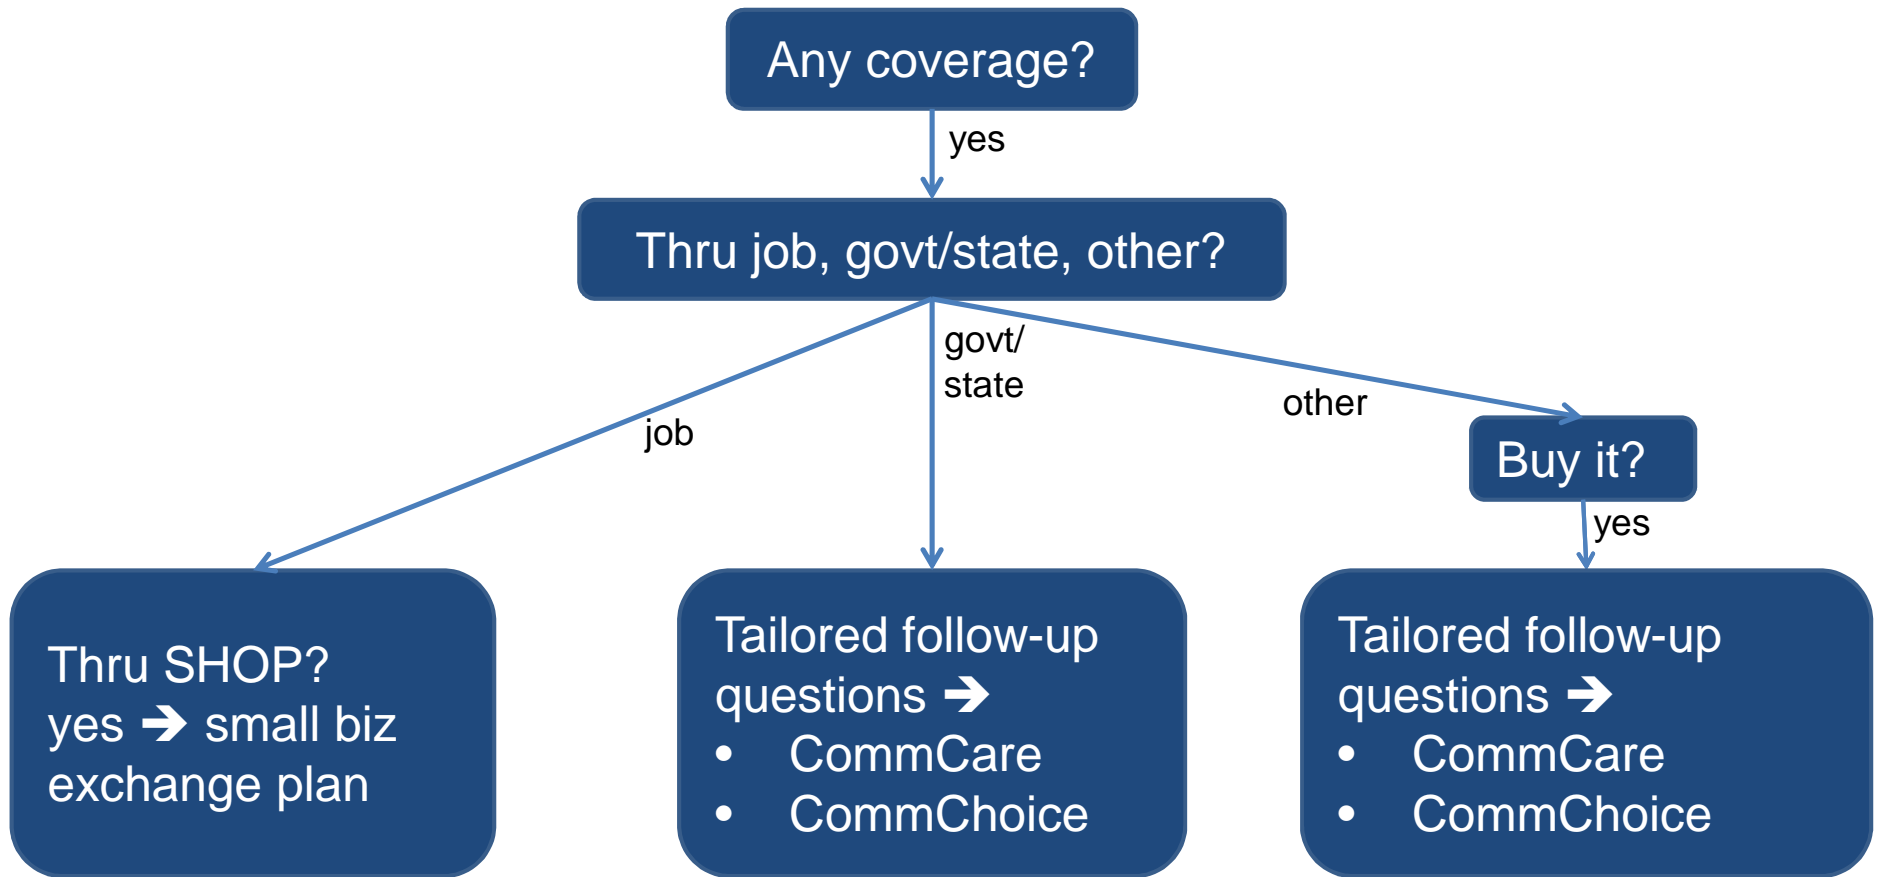 Any coverage?
yes
Thru job, govt/state, other?
govt/
state
other
job
Buy it?
yes
Thru SHOP?
yes ➔ small biz
exchange plan
Tailored follow-up
questions ➔
• CommCare
• CommChoice
Tailored follow-up
questions ➔
• CommCare
• CommChoice